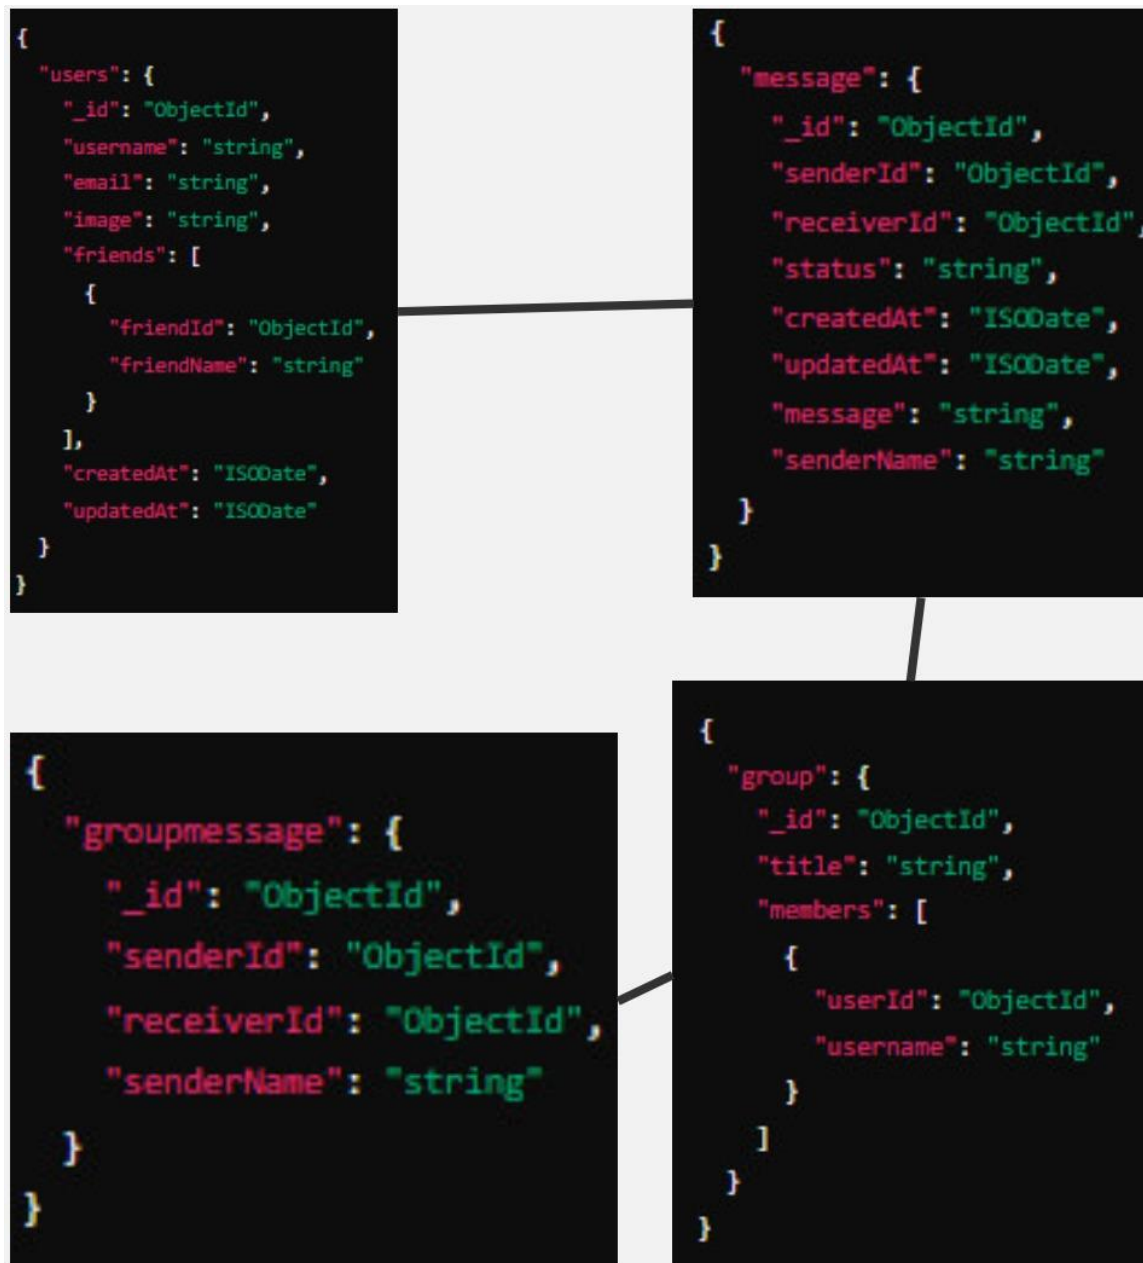 {
"users": {
"_id": "ObjectId",
"username": "string",
"email": "string",
"image": "string",
"friends": [
{
"friendId": "ObjectId",
"friendName": "string"
}
],
"createdAt": "ISODate",
"updatedAt": "ISODate"
}
}
{
"message": {
"_id": "ObjectId",
"senderId": "ObjectId",
"receiverId": "ObjectId",
"status": "string",
"createdAt": "ISODate",
"updatedAt": "ISODate",
"message": "string",
"senderName": "string"
}
}
{
"groupmessage": {
"_id": "ObjectId",
"senderId": "ObjectId",
"receiverId": "ObjectId",
"senderName": "string"
}
}
{
"group": {
"_id": "ObjectId",
"title": "string",
"members": [
{
"userId": "ObjectId",
"username": "string"
}
]
}
}